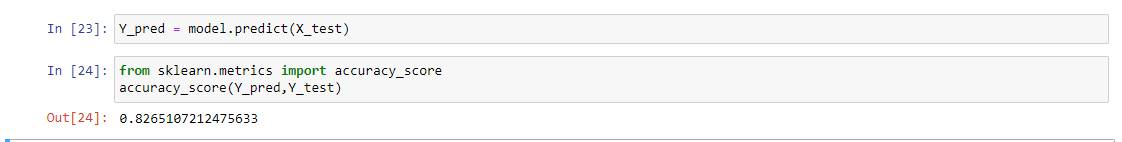 In [23]: Y_pred = model.predict(X_test)
In [24]: from sklearn.metrics import accuracy_score
accuracy_score(Y_pred,Y_test)
Out[24]: 0.8265107212475633